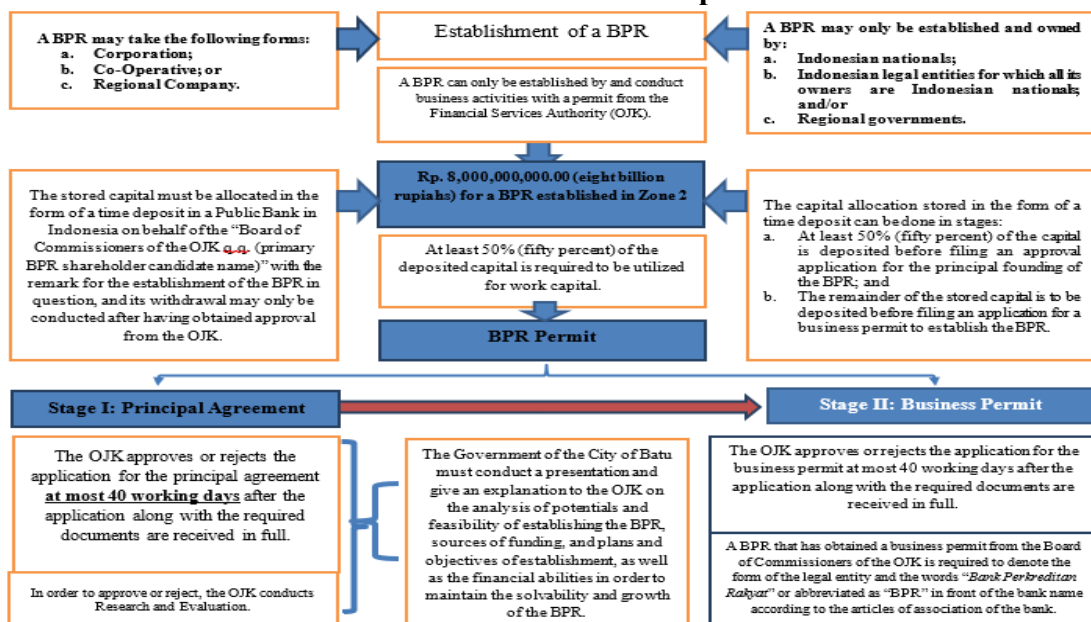 A BPR may take the following forms:
a. Corporation;
b. Co-Operative; or
c. Regional Company.
Establishment of a BPR
A BPR can only be established by and conduct
business activities with a permit from the
Financial Services Authority (OJK).
A BPR may only be established and owned
by:
a. Indonesian nationals;
b. Indonesian legal entities for which all its
owners are Indonesian nationals;
and/or
c. Regional governments.
The stored capital must be allocated in the
form of a time deposit in a Public Bank in
Indonesia on behalf of the “Board of
Commissioners of the OJK q.q. (primary
BPR shareholder candidate name)” with the
remark for the establishment of the BPR in
question, and its withdrawal may only be
conducted after having obtained approval
from the OJK.
Rp. 8,000,000,000.00 (eight billion
rupiahs) for a BPR established in Zone 2
At least 50% (fifty percent) of the
deposited capital is required to be utilized
for work capital.
The capital allocation stored in the form of
a time deposit can be done in stages:
a. At least 50% (fifty percent) of the capital
is deposited before filing an approval
application for the principal founding of
the BPR; and
b. The remainder of the stored capital is to be
deposited before filing an application for a
business permit to establish the BPR.
BPR Permit
Stage I: Principal Agreement
Stage II: Business Permit
The OJK approves or rejects the
application for the principal agreement
at most 40 working days after the
application along with the required
documents are received in full.
In order to approve or reject, the OJK conducts
Research and Evaluation.
The Government of the City of Batu
must conduct a presentation and
give an explanation to the OJK on
the analysis of potentials and
feasibility of establishing the BPR,
sources of funding, and plans and
objectives of establishment, as well
as the financial abilities in order to
maintain the solvability and growth
of the BPR.
The OJK approves or rejects the application for the
business permit at most 40 working days after the
application along with the required documents are
received in full.
A BPR that has obtained a business permit from the Board
of Commissioners of the OJK is required to denote the
form of the legal entity and the words “Bank Perkreditan
Rakyat” or abbreviated as “BPR” in front of the bank name
according to the articles of association of the bank.